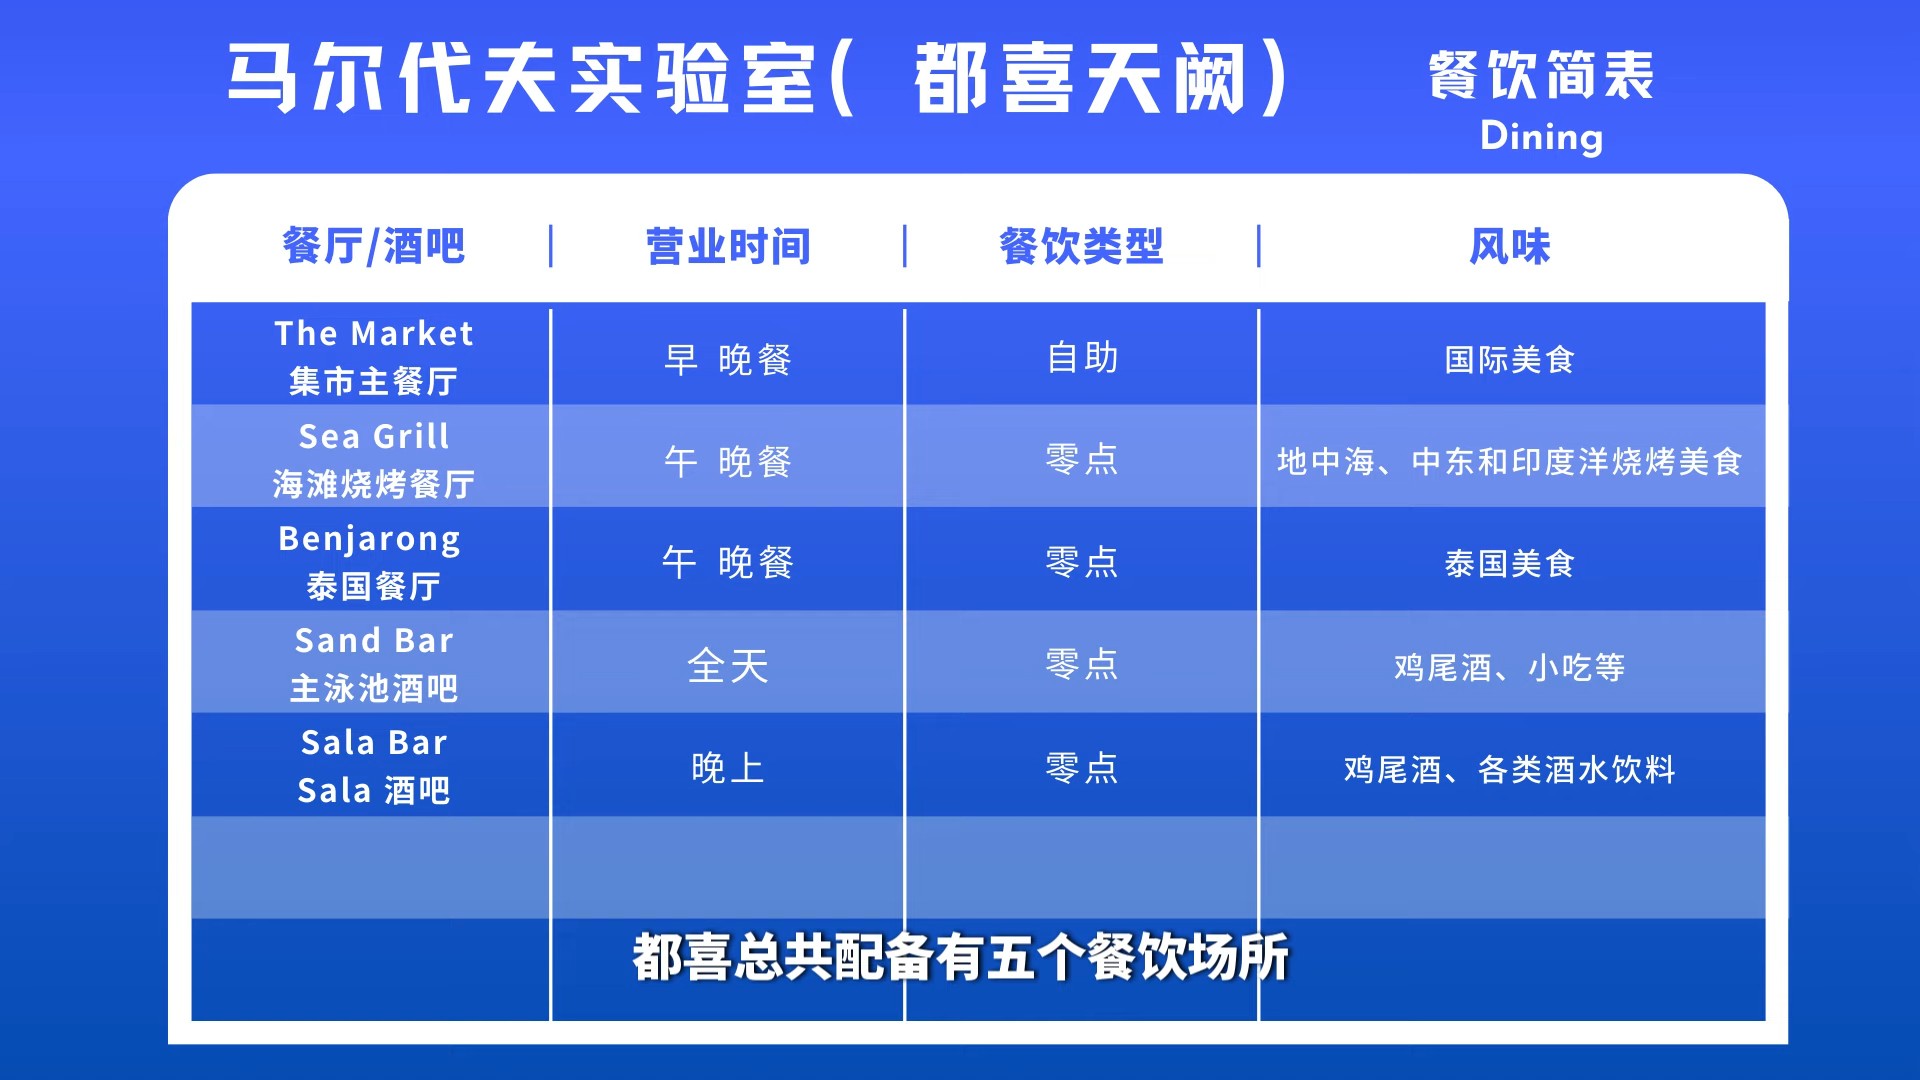 马尔代夫实验室( 都喜天阙)
餐饮简表
Dining
餐厅/酒吧 | 营业时间 | 餐饮类型 | 风味
The Market
集市主餐厅
早 晚餐
自助
国际美食
Sea Grill
海滩烧烤餐厅
午 晚餐
零点
地中海、中东和印度洋烧烤美食
Benjarong
泰国餐厅
午 晚餐
零点
泰国美食
Sand Bar
主泳池酒吧
全天
零点
鸡尾酒、小吃等
Sala Bar
Sala 酒吧
晚上
零点
鸡尾酒、各类酒水饮料
都喜总共配备有五个餐饮场所